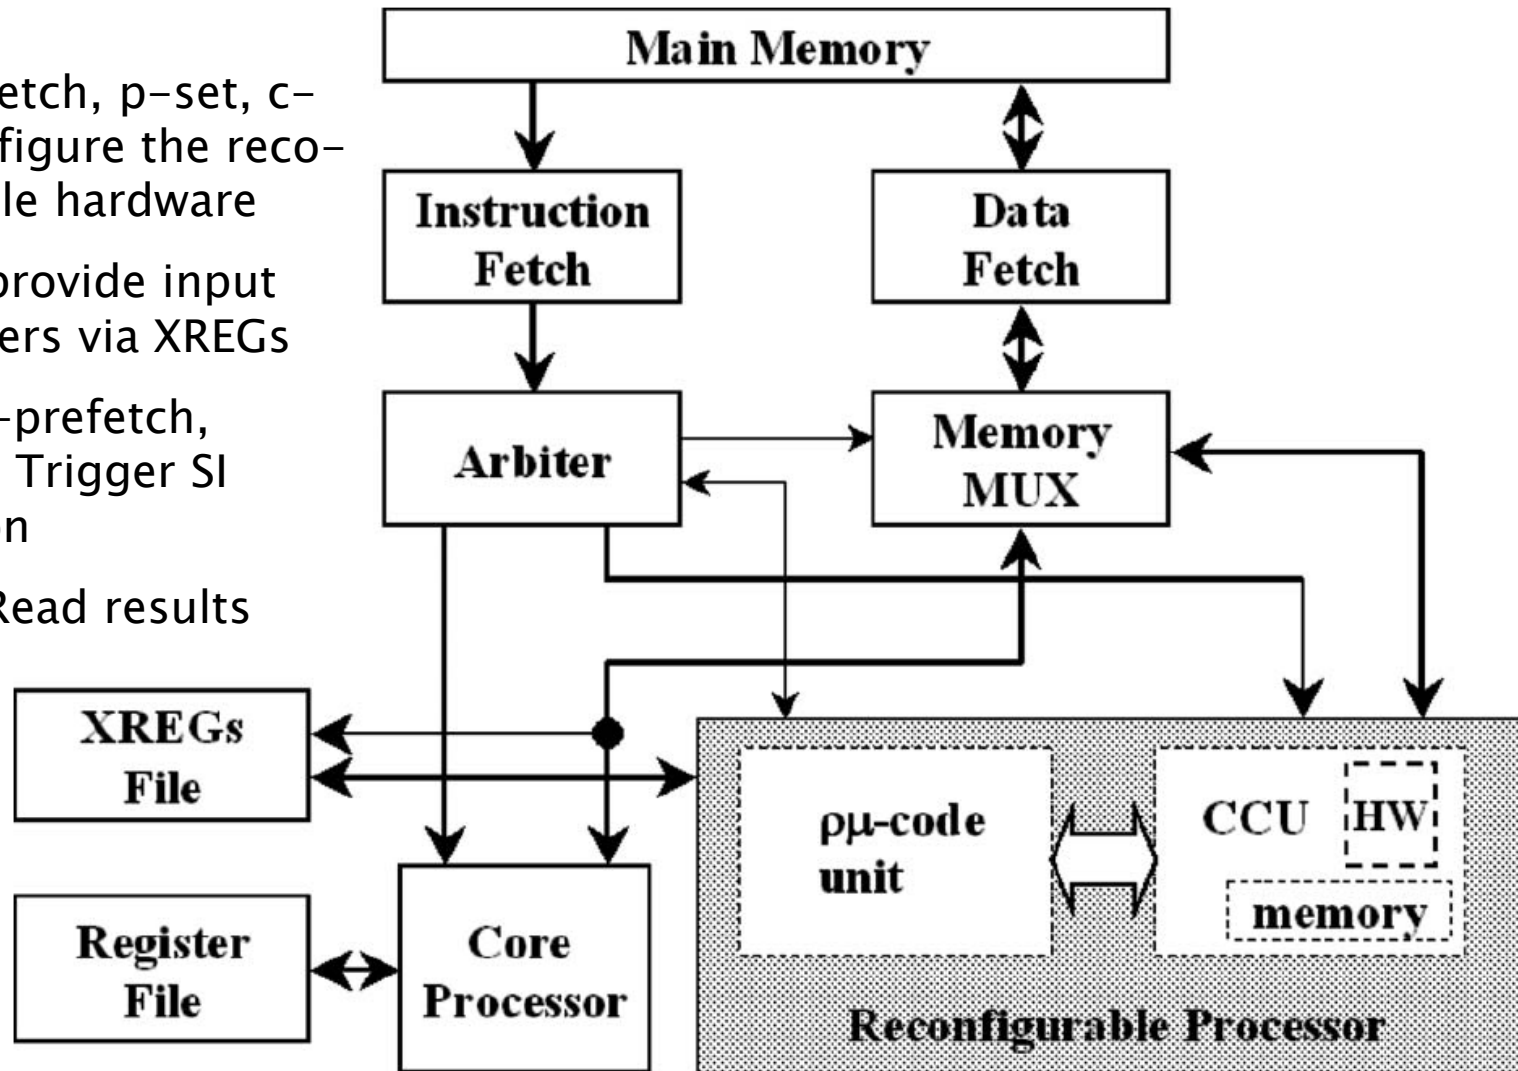 etch, p-set, c-
figure the reco-
le hardware
provide input
ers via XREGs
-prefetch,
Trigger SI
on
Read results
Main Memory
Instruction
Fetch
Data
Fetch
Arbiter
Memory
MUX
XREGs
File
Register
File
Core
Processor
ρμ-code
unit
CCU
HW
memory
Reconfigurable Processor